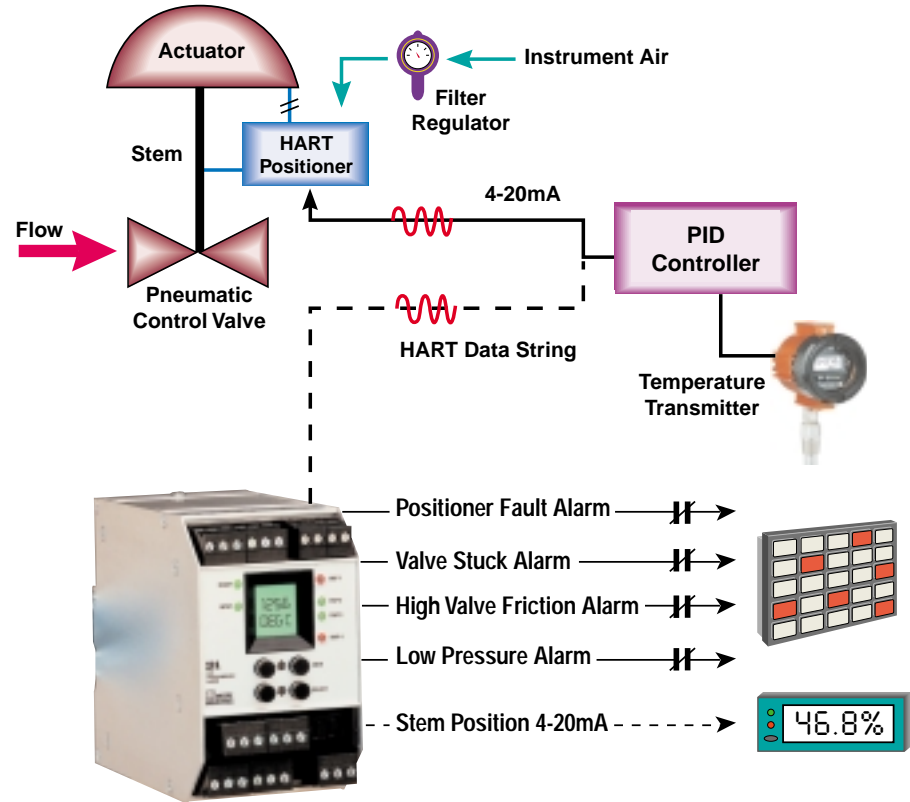 Actuator
Instrument Air
Filter
Regulator
HART
Positioner
Stem
4-20mA
Flow
PID
Controller
Pneumatic
Control Valve
HART Data String
Temperature
Transmitter
Positioner Fault Alarm
Valve Stuck Alarm
High Valve Friction Alarm
Low Pressure Alarm
Stem Position 4-20mA
46.8%
DEGC